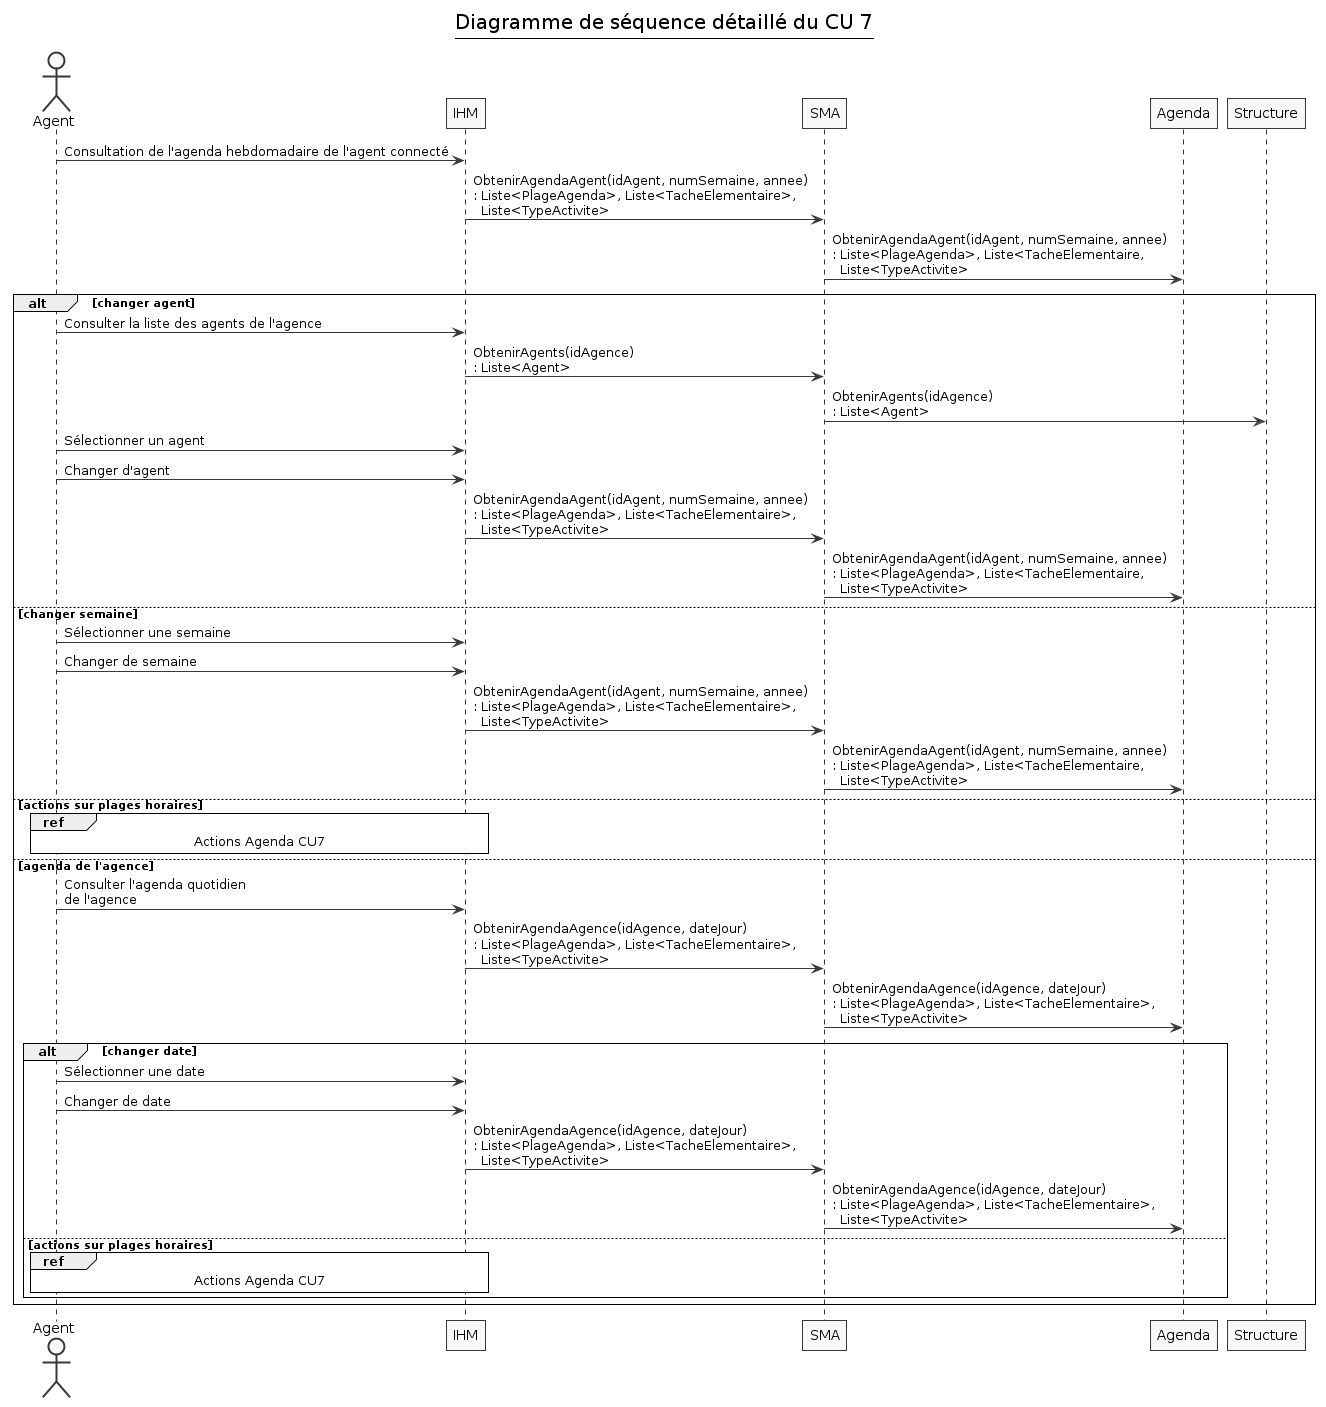 Diagramme de séquence détaillé du CU 7
Agent
IHM
SMA
Agenda
Structure
Consultation de l'agenda hebdomadaire de l'agent connecté
ObtenirAgendaAgent(idAgent, numSemaine, annee)
: Liste<PlageAgenda>, Liste<TacheElementaire>,
Liste<TypeActivite>
ObtenirAgendaAgent(idAgent, numSemaine, annee)
: Liste<PlageAgenda>, Liste<TacheElementaire,
Liste<TypeActivite>
alt
[changer agent]
Consulter la liste des agents de l'agence
ObtenirAgents(idAgence)
: Liste<Agent>
ObtenirAgents(idAgence)
: Liste<Agent>
Sélectionner un agent
Changer d'agent
ObtenirAgendaAgent(idAgent, numSemaine, annee)
: Liste<PlageAgenda>, Liste<TacheElementaire>,
Liste<TypeActivite>
ObtenirAgendaAgent(idAgent, numSemaine, annee)
: Liste<PlageAgenda>, Liste<TacheElementaire,
Liste<TypeActivite>
[changer semaine]
Sélectionner une semaine
Changer de semaine
ObtenirAgendaAgent(idAgent, numSemaine, annee)
: Liste<PlageAgenda>, Liste<TacheElementaire>,
Liste<TypeActivite>
ObtenirAgendaAgent(idAgent, numSemaine, annee)
: Liste<PlageAgenda>, Liste<TacheElementaire,
Liste<TypeActivite>
[actions sur plages horaires]
ref
Actions Agenda CU7
[agenda de l'agence]
Consulter l'agenda quotidien
de l'agence
ObtenirAgendaAgence(idAgence, dateJour)
: Liste<PlageAgenda>, Liste<TacheElementaire>,
Liste<TypeActivite>
ObtenirAgendaAgence(idAgence, dateJour)
: Liste<PlageAgenda>, Liste<TacheElementaire>,
Liste<TypeActivite>
alt
[changer date]
Sélectionner une date
Changer de date
ObtenirAgendaAgence(idAgence, dateJour)
: Liste<PlageAgenda>, Liste<TacheElementaire>,
Liste<TypeActivite>
ObtenirAgendaAgence(idAgence, dateJour)
: Liste<PlageAgenda>, Liste<TacheElementaire>,
Liste<TypeActivite>
[actions sur plages horaires]
ref
Actions Agenda CU7
Agent
IHM
SMA
Agenda
Structure